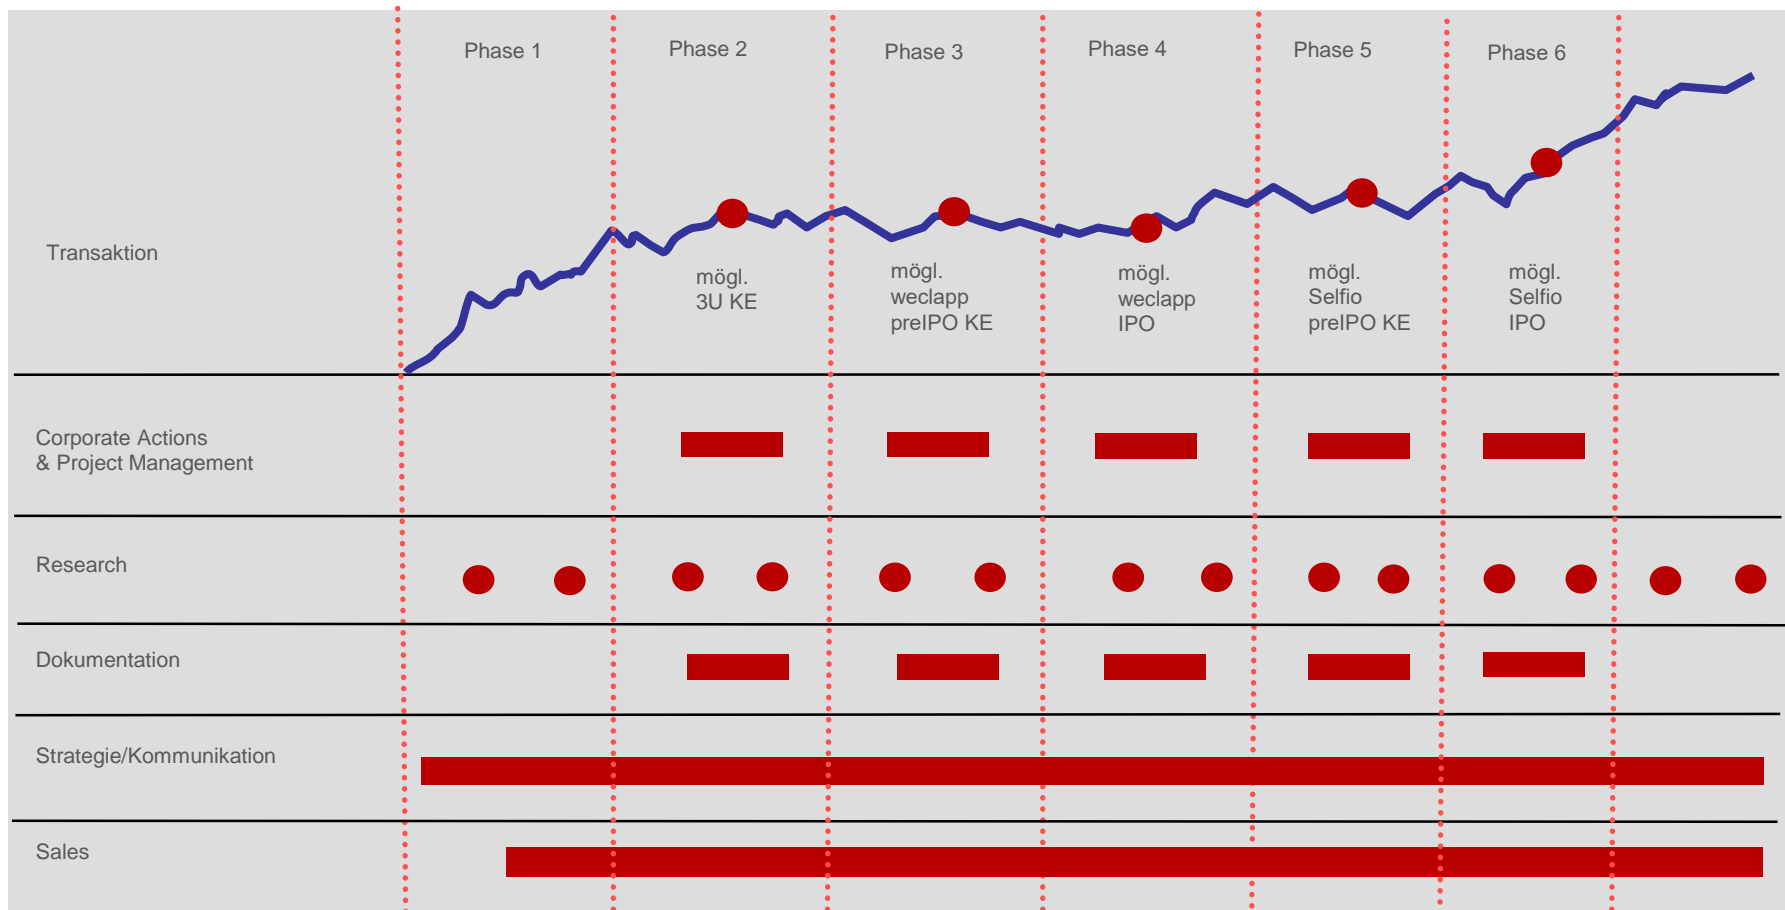 Phase 1
Phase 2
Phase 3
Phase 4
Phase 5
Phase 6
Transaktion
mögl.
3U KE
mögl.
weclapp
preIPO KE
mögl.
weclapp
IPO
mögl.
Selfio
preIPO KE
mögl.
Selfio
IPO
Corporate Actions
& Project Management
Research
Dokumentation
Strategie/Kommunikation
Sales